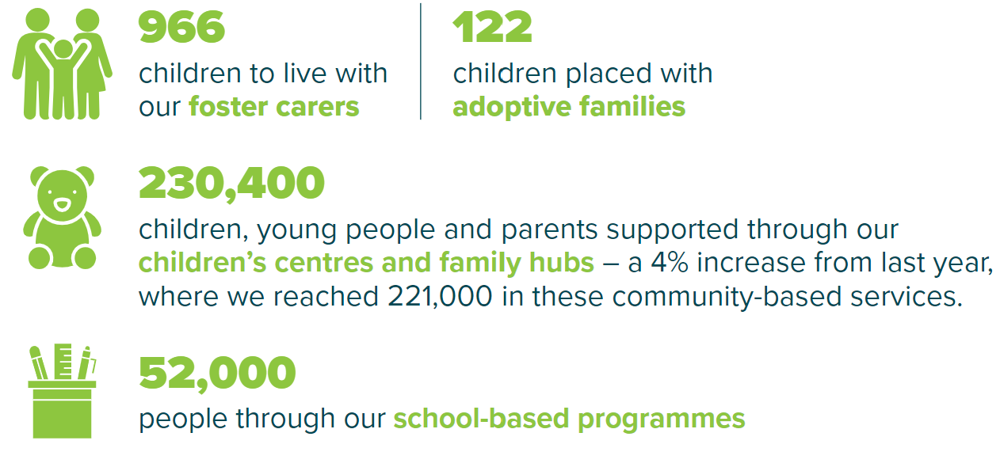 966
children to live with
our foster carers
122
children placed with
adoptive families
230,400
children, young people and parents supported through our
children’s centres and family hubs – a 4% increase from last year,
where we reached 221,000 in these community-based services.
52,000
people through our school-based programmes